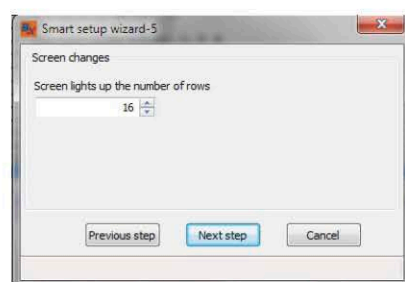 Smart setup wizard-5
Screen changes
Screen lights up the number of rows
16
Previous step Next step Cancel